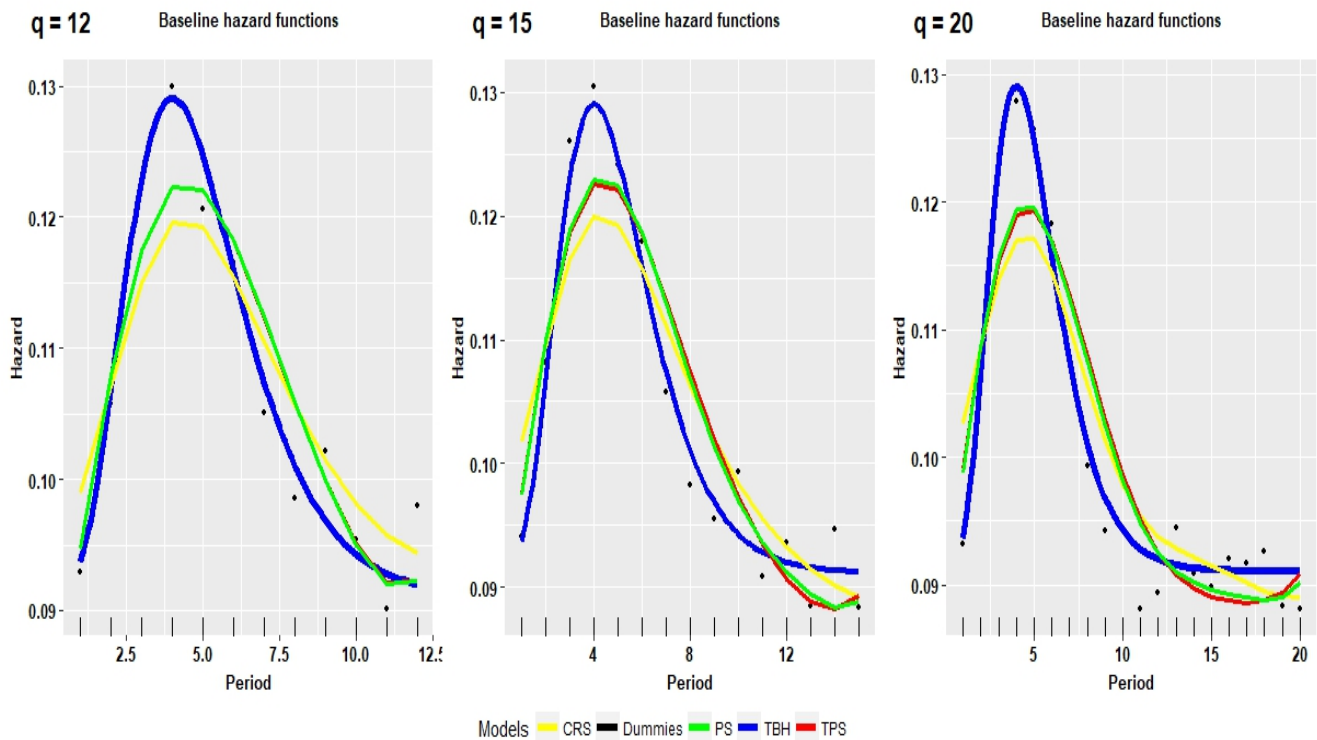 q = 12
Baseline hazard functions
Hazard
0.13
0.12
0.11
0.10
0.09
2.5 5.0 7.5 10.0 12.5
Period
q = 15
Baseline hazard functions
Hazard
0.13
0.12
0.11
0.10
0.09
4 8 12
Period
q = 20
Baseline hazard functions
Hazard
0.13
0.12
0.11
0.10
0.09
5 10 15 20
Period
Models CRS Dummies PS TBH TPS